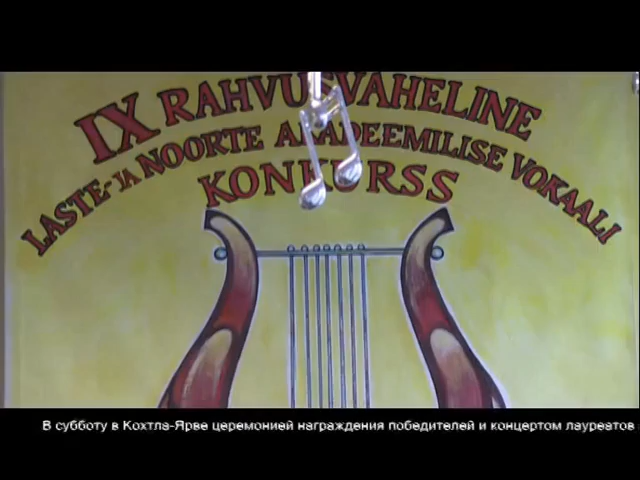 IX RAHVUSVAHELINE
LASTE- JA NOORTE AKADEEMILISE VOKAALI
KONKURSS
В субботу в Кохтла-Ярве церемонией награждения победителей и концертом лауреатов